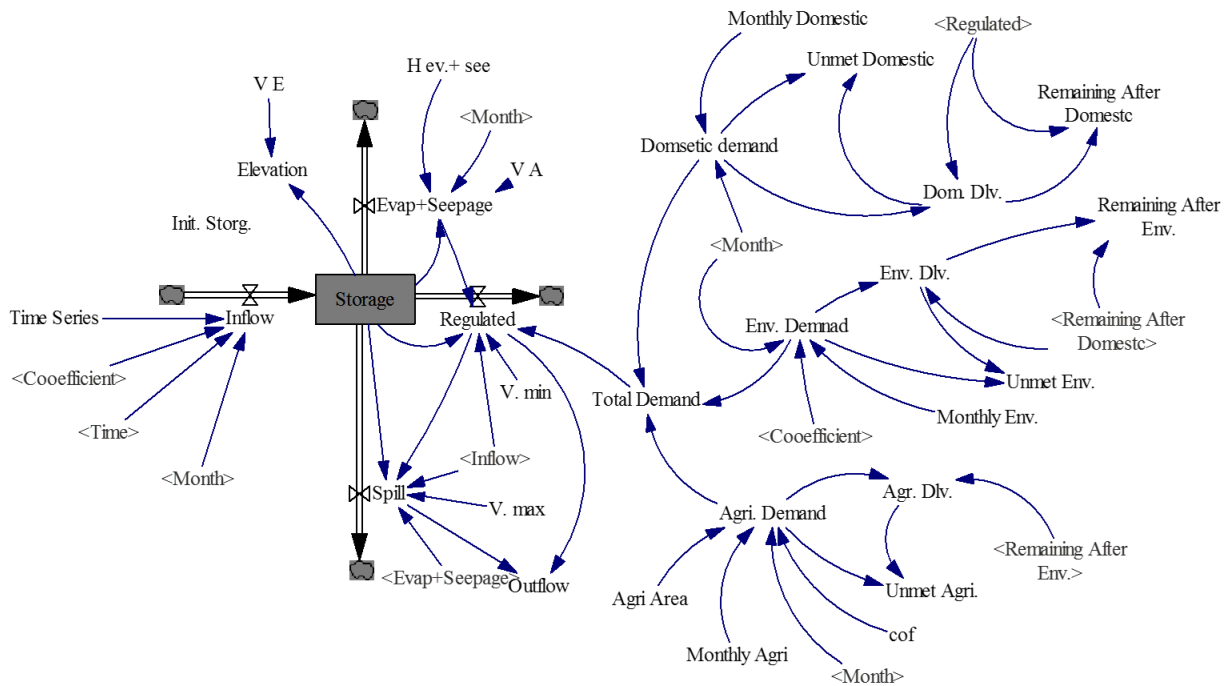 Monthly Domestic
<Regulated>
Unmet Domestic
H ev.+ see
V E
Remaining After
Domestc
<Month>
Domsetic demand
Elevation
V A
Dom. Dlv.
Evap+Seepage
Remaining After
Env.
Init. Storg.
<Month>
Env. Dlv.
Storage
Time Series
Inflow
Regulated
Env. Demnad
<Remaining After
Domestc>
<Cooefficient>
V. min
Unmet Env.
Total Demand
Monthly Env.
<Time>
<Cooefficient>
<Inflow>
<Month>
Spill
Agr. Dlv.
V. max
Agri. Demand
<Remaining After
Env.>
<Evap+Seepage>
Outflow
Unmet Agri.
Agri Area
cof
Monthly Agri
<Month>